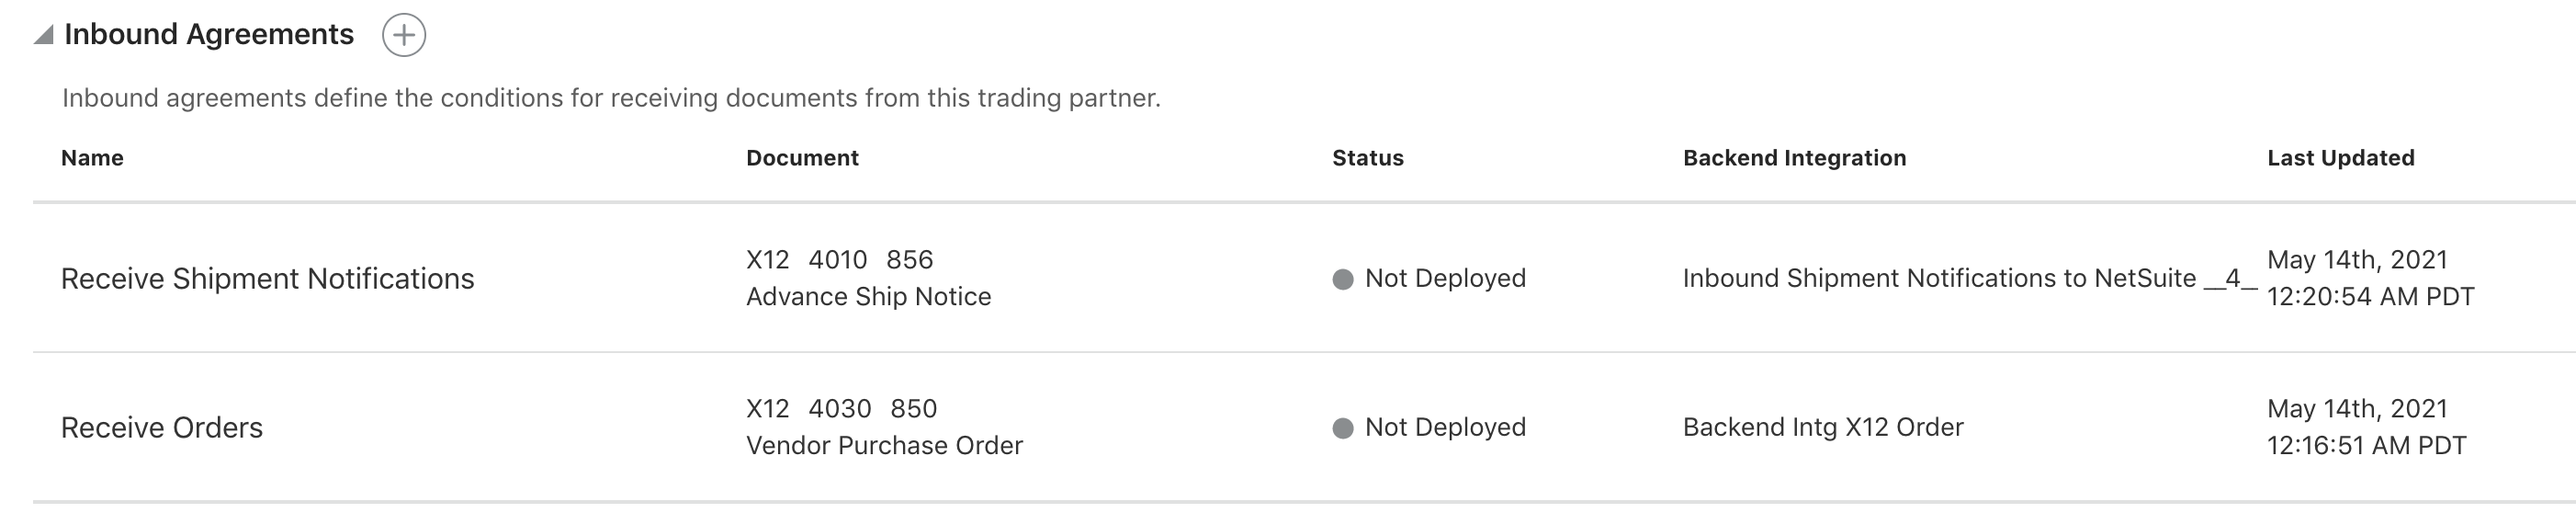 Inbound Agreements
Inbound agreements define the conditions for receiving documents from this trading partner.
Name Document Status Backend Integration Last Updated
Receive Shipment Notifications X12 4010 856 Advance Ship Notice Not Deployed Inbound Shipment Notifications to NetSuite __4__ May 14th, 2021 12:20:54 AM PDT
Receive Orders X12 4030 850 Vendor Purchase Order Not Deployed Backend Intg X12 Order May 14th, 2021 12:16:51 AM PDT